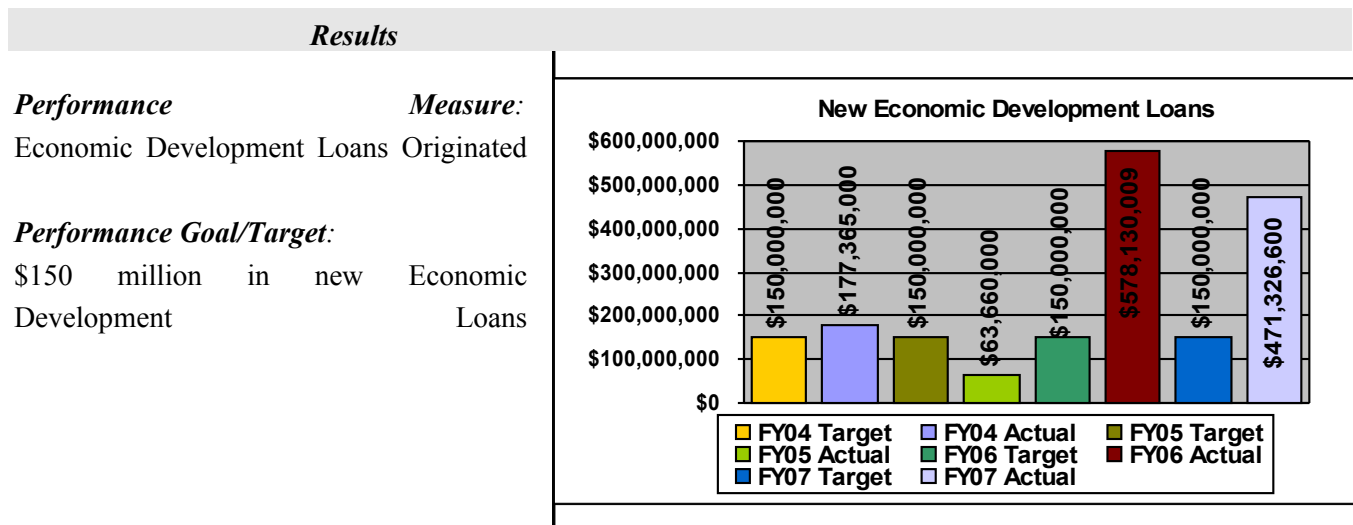 Results
Performance Measure:
Economic Development Loans Originated
Performance Goal/Target:
$150 million in new Economic
Development Loans
New Economic Development Loans
$600,000,000
$500,000,000
$400,000,000
$300,000,000
$200,000,000
$100,000,000
$0
$150,000,000
$177,365,000
$150,000,000
$63,660,000
$150,000,000
$578,130,009
$150,000,000
$471,326,600
FY04 Target FY04 Actual FY05 Target
FY05 Actual FY06 Target FY06 Actual
FY07 Target FY07 Actual